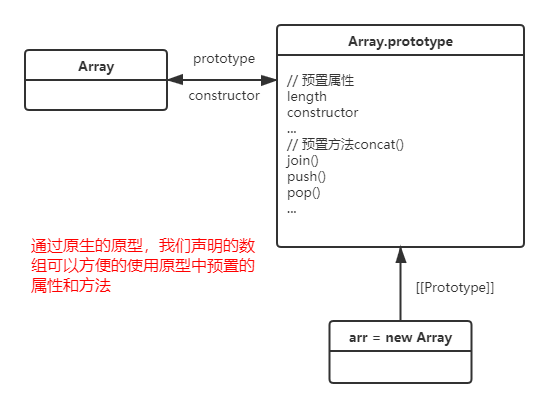 Array
prototype
constructor
Array.prototype
// 预置属性
length
constructor
...
// 预置方法concat()
join()
push()
pop()
...
通过原生的原型，我们声明的数
组可以方便的使用原型中预置的
属性和方法
[[Prototype]]
arr = new Array